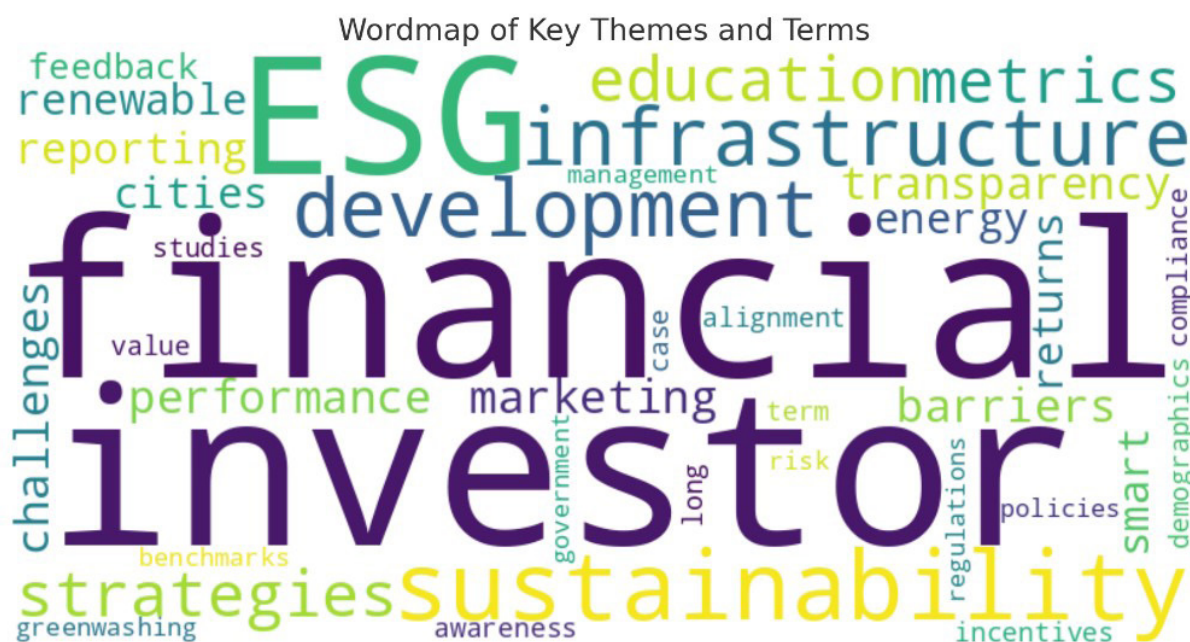 Wordmap of Key Themes and Terms
feedback
ESG
education
metrics
renewable
infrastructure
reporting
management
transparency
cities
development
energy
compliance
studies
financial
returns
challenges
value
case
alignment
performance
marketing
term
barriers
demographics
investor
government
long
risk
regulations
policies
smart
benchmarks
strategies
sustainability
greenwashing
awareness
incentives